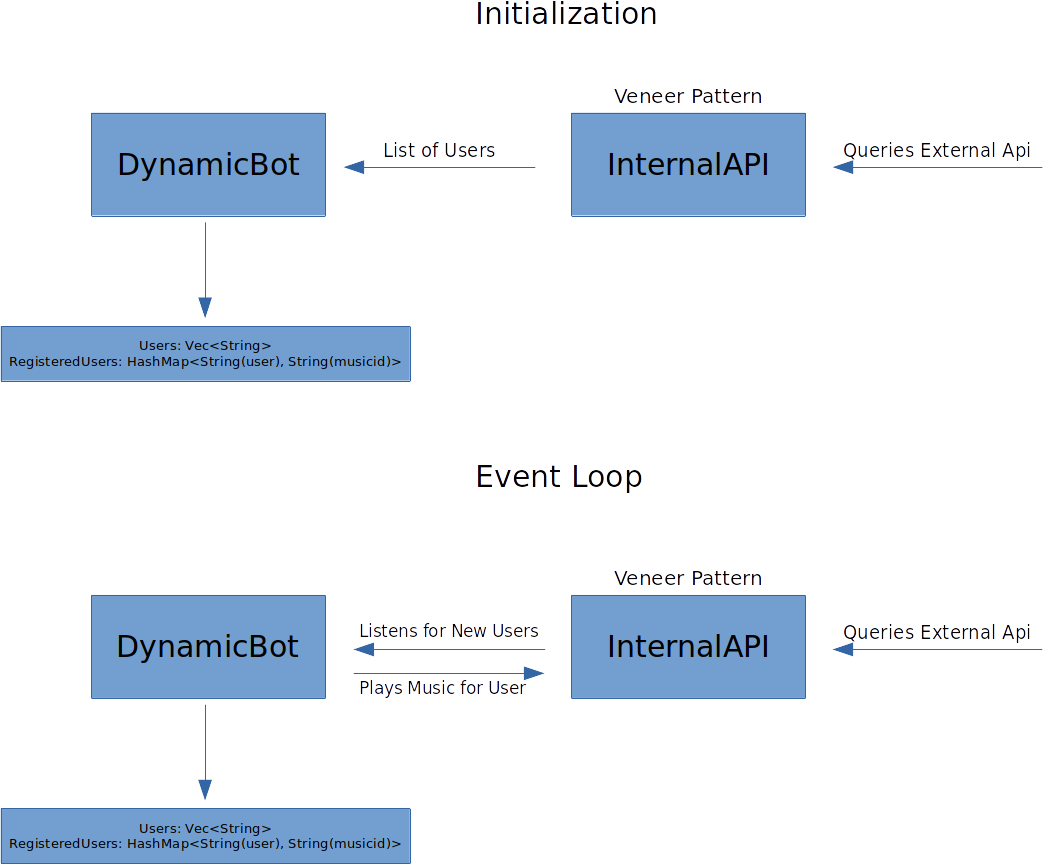 Initialization
Veneer Pattern
DynamicBot
List of Users
InternalAPI
Queries External Api
Users: Vec<String>
RegisteredUsers: HashMap<String(user), String(musicid)>
Event Loop
Veneer Pattern
DynamicBot
Listens for New Users
Plays Music for User
InternalAPI
Queries External Api
Users: Vec<String>
RegisteredUsers: HashMap<String(user), String(musicid)>